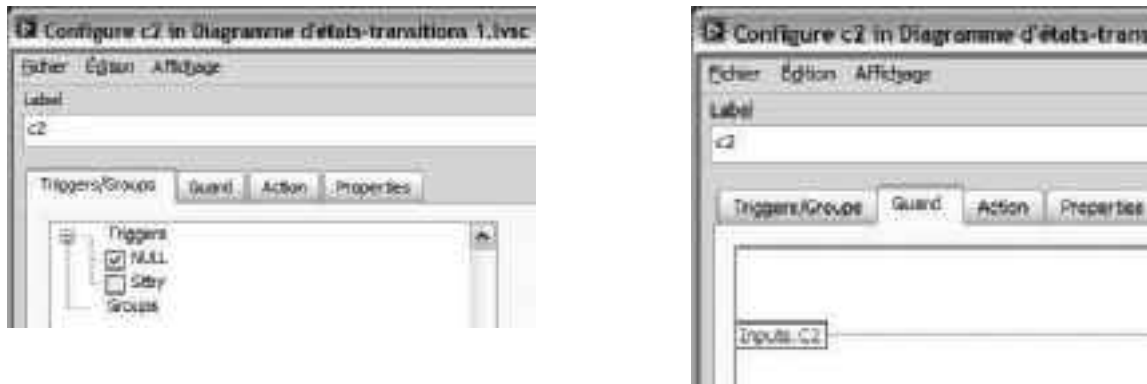 Configure c2 in Diagramme d'états-transitions 1.lvsc
Fichier Édition Affichage
Label
c2
Triggers/Groups Guard Action Properties
Triggers
NULL
Groups
Configure c2 in Diagramme d'états-trans
Fichier Édition Affichage
Label
c2
Triggers/Groups Guard Action Properties
Inputs.C2